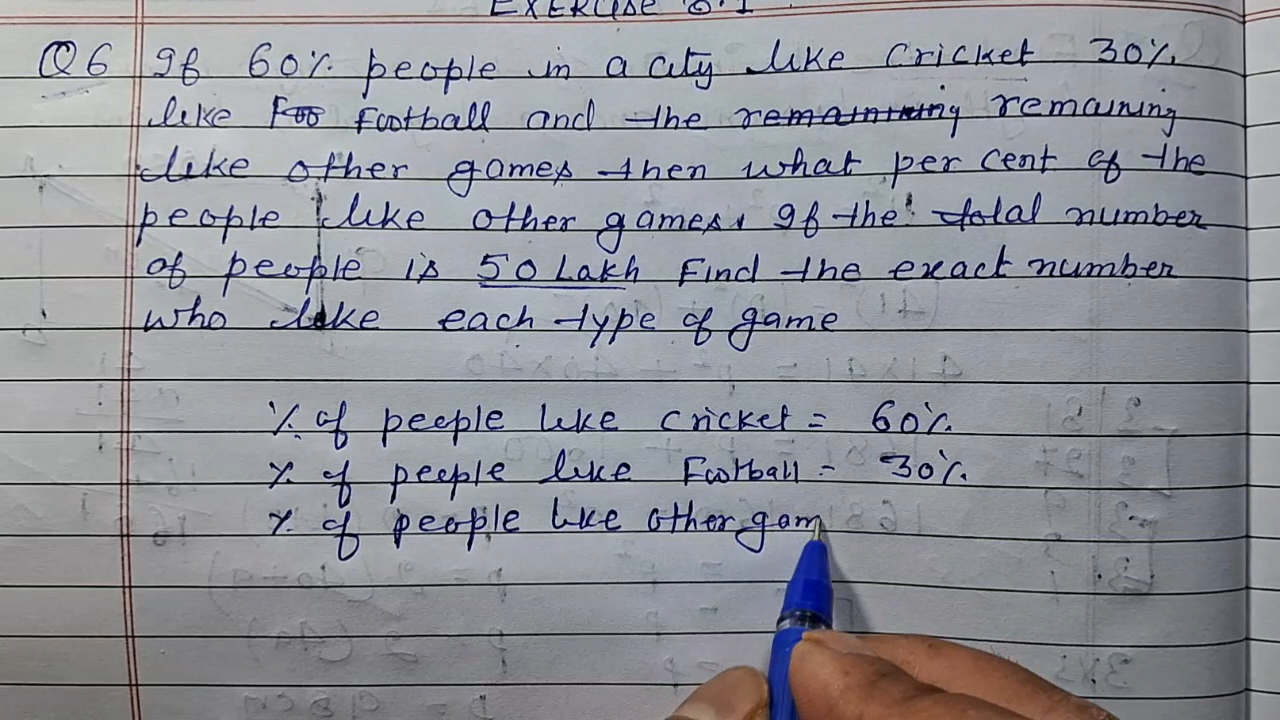 EXERCISE 8.1
Q6 If 60% people in a city like cricket 30%
like Foo Football and the remaining remaining
like other games then what per cent of the
people like other games. If the total number
of people is 50 Lakh Find the exact number
who like each type of game
% of people like cricket = 60%
% of people like Football = 30%
% of people like other gam